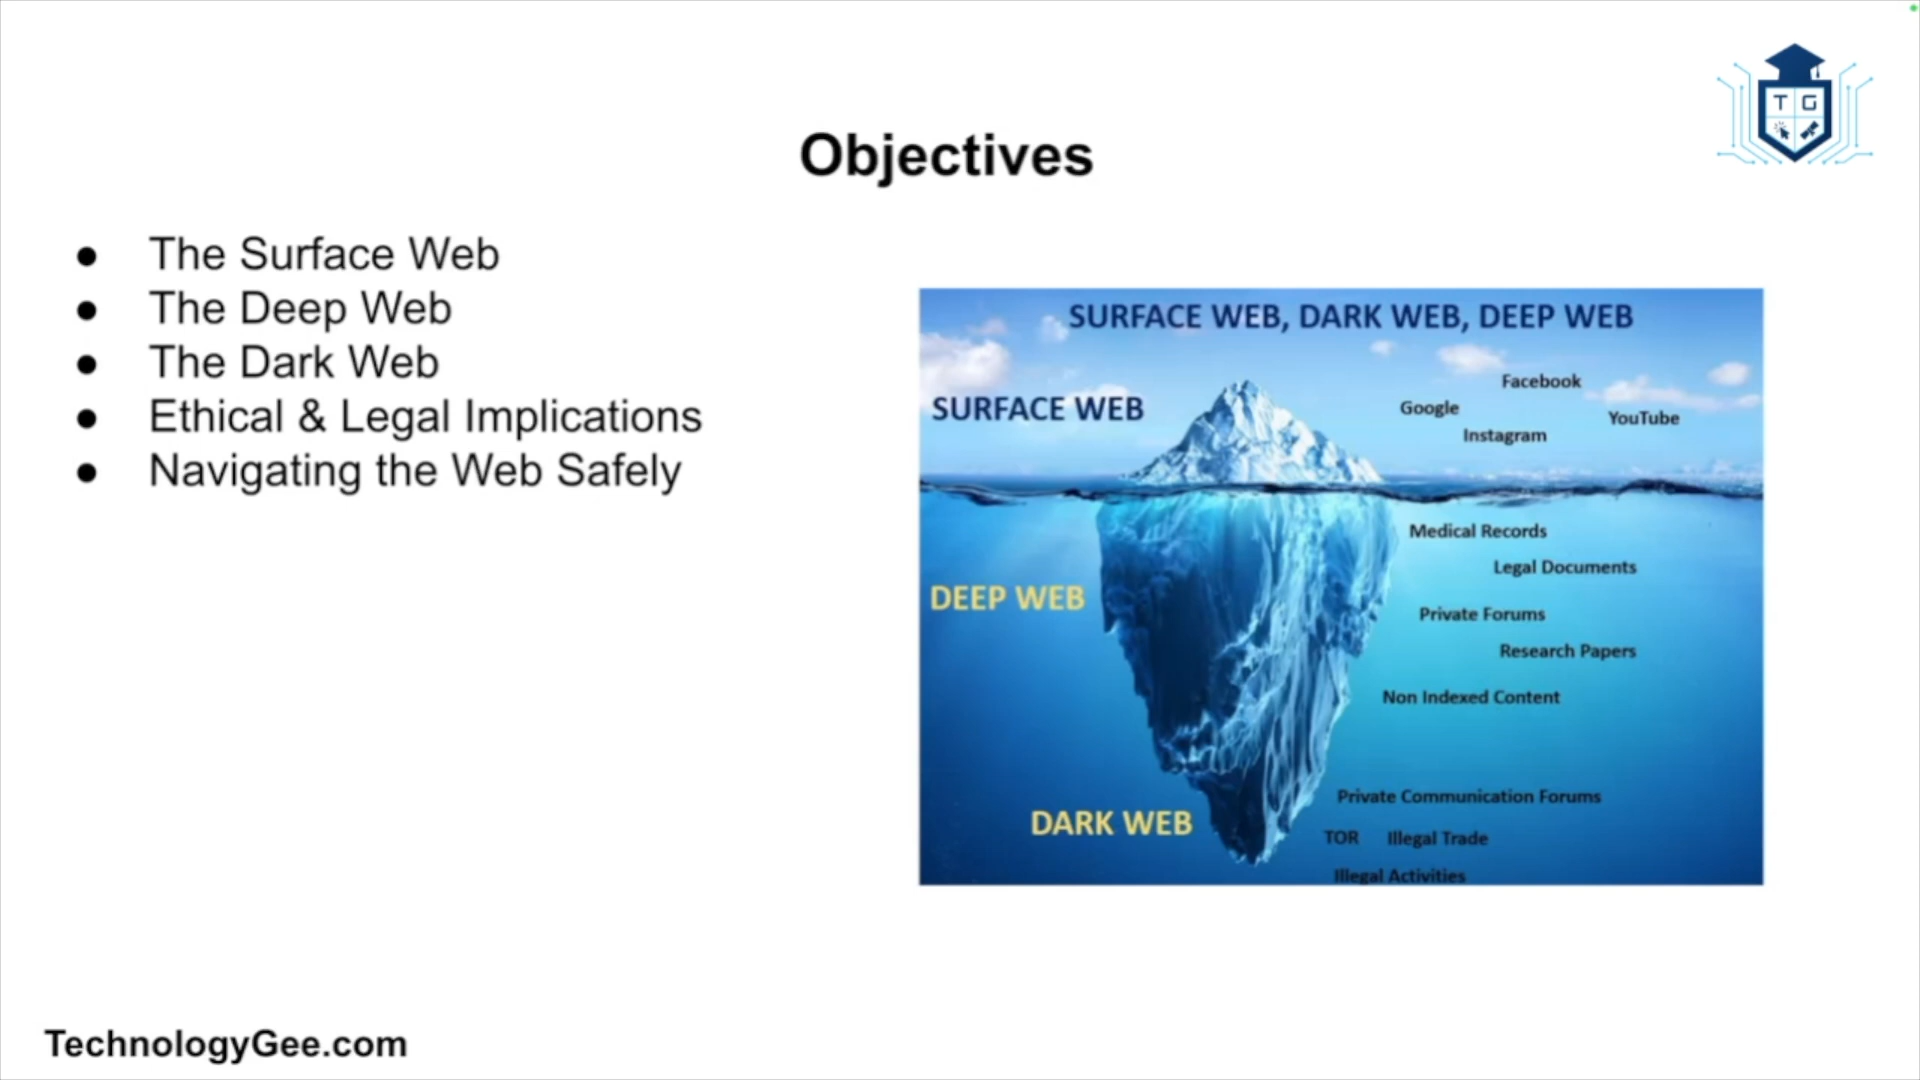 T G
Objectives
● The Surface Web
● The Deep Web
● The Dark Web
● Ethical & Legal Implications
● Navigating the Web Safely
SURFACE WEB, DARK WEB, DEEP WEB
SURFACE WEB
Facebook
Google
YouTube
Instagram
Medical Records
Legal Documents
DEEP WEB
Private Forums
Research Papers
Non Indexed Content
Private Communication Forums
DARK WEB
TOR Illegal Trade
Illegal Activities
TechnologyGee.com